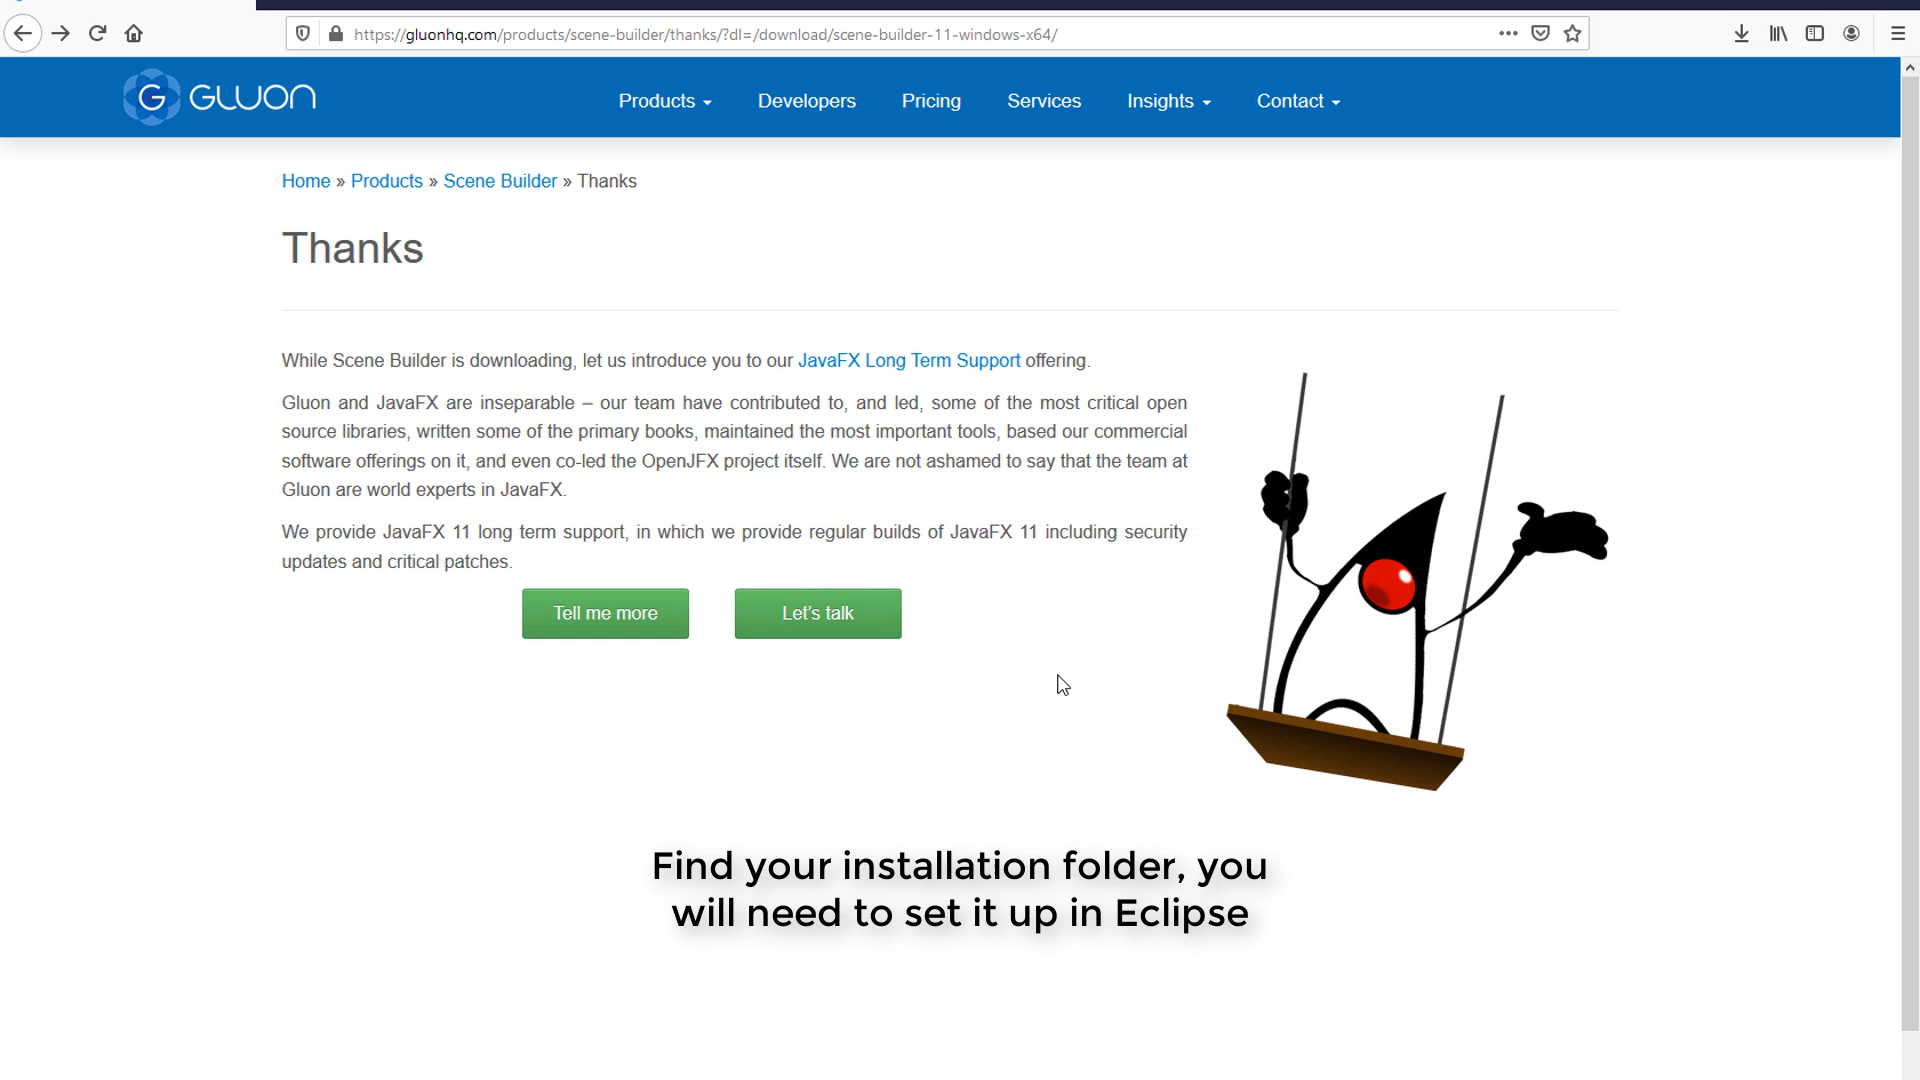 https://gluonhq.com/products/scene-builder/thanks/?dl=/download/scene-builder-11-windows-x64/
G GLUON
Products
Developers
Pricing
Services
Insights
Contact
Home » Products » Scene Builder » Thanks
Thanks
While Scene Builder is downloading, let us introduce you to our JavaFX Long Term Support offering.
Gluon and JavaFX are inseparable – our team have contributed to, and led, some of the most critical open
source libraries, written some of the primary books, maintained the most important tools, based our commercial
software offerings on it, and even co-led the OpenJFX project itself. We are not ashamed to say that the team at
Gluon are world experts in JavaFX.
We provide JavaFX 11 long term support, in which we provide regular builds of JavaFX 11 including security
updates and critical patches.
Tell me more
Let's talk
Find your installation folder, you
will need to set it up in Eclipse